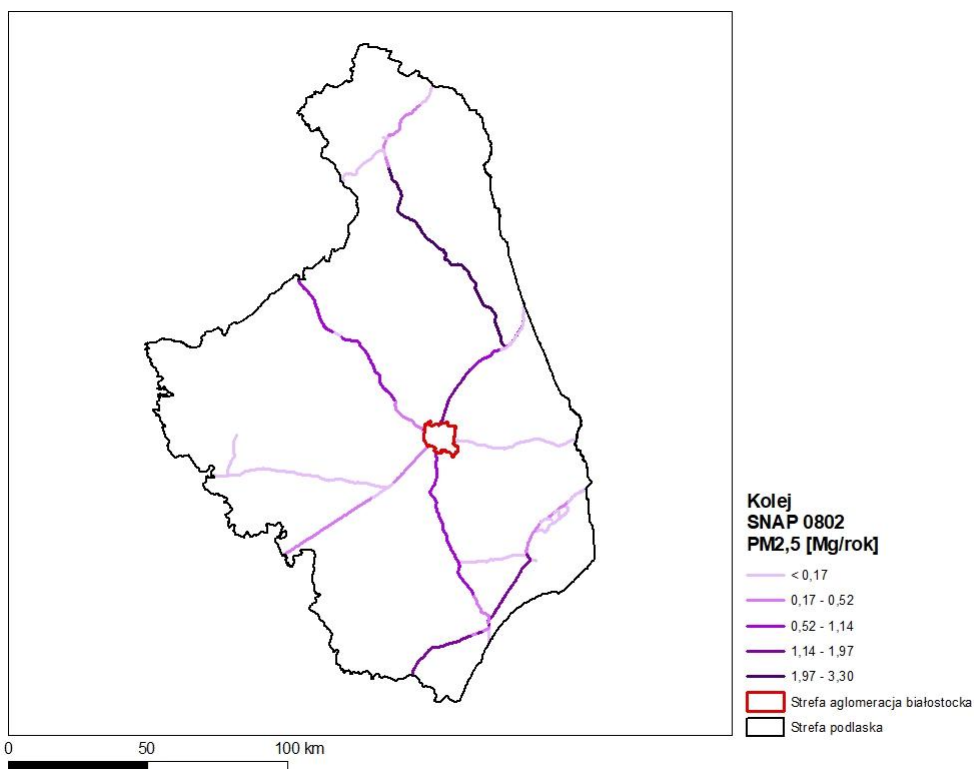 Kolej
SNAP 0802
PM2,5 [Mg/rok]
< 0,17
0,17 - 0,52
0,52 - 1,14
1,14 - 1,97
1,97 - 3,30
Strefa aglomeracja białostocka
Strefa podlaska
0 50 100 km